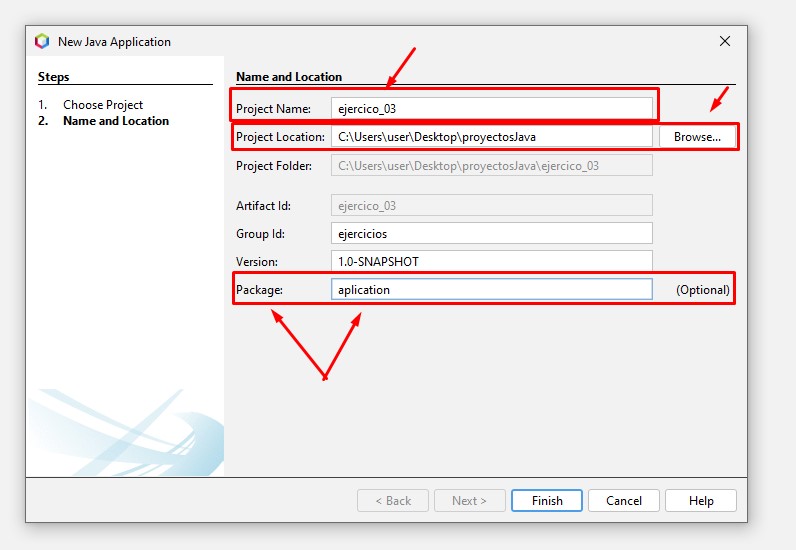 New Java Application
Steps
1. Choose Project
2. Name and Location
Name and Location
Project Name: ejercico_03
Project Location: C:\Users\user\Desktop\proyectosJava Browse...
Project Folder: C:\Users\user\Desktop\proyectosJava\ejercico_03
Artifact Id: ejercico_03
Group Id: ejercicios
Version: 1.0-SNAPSHOT
Package: aplication (Optional)
< Back Next > Finish Cancel Help